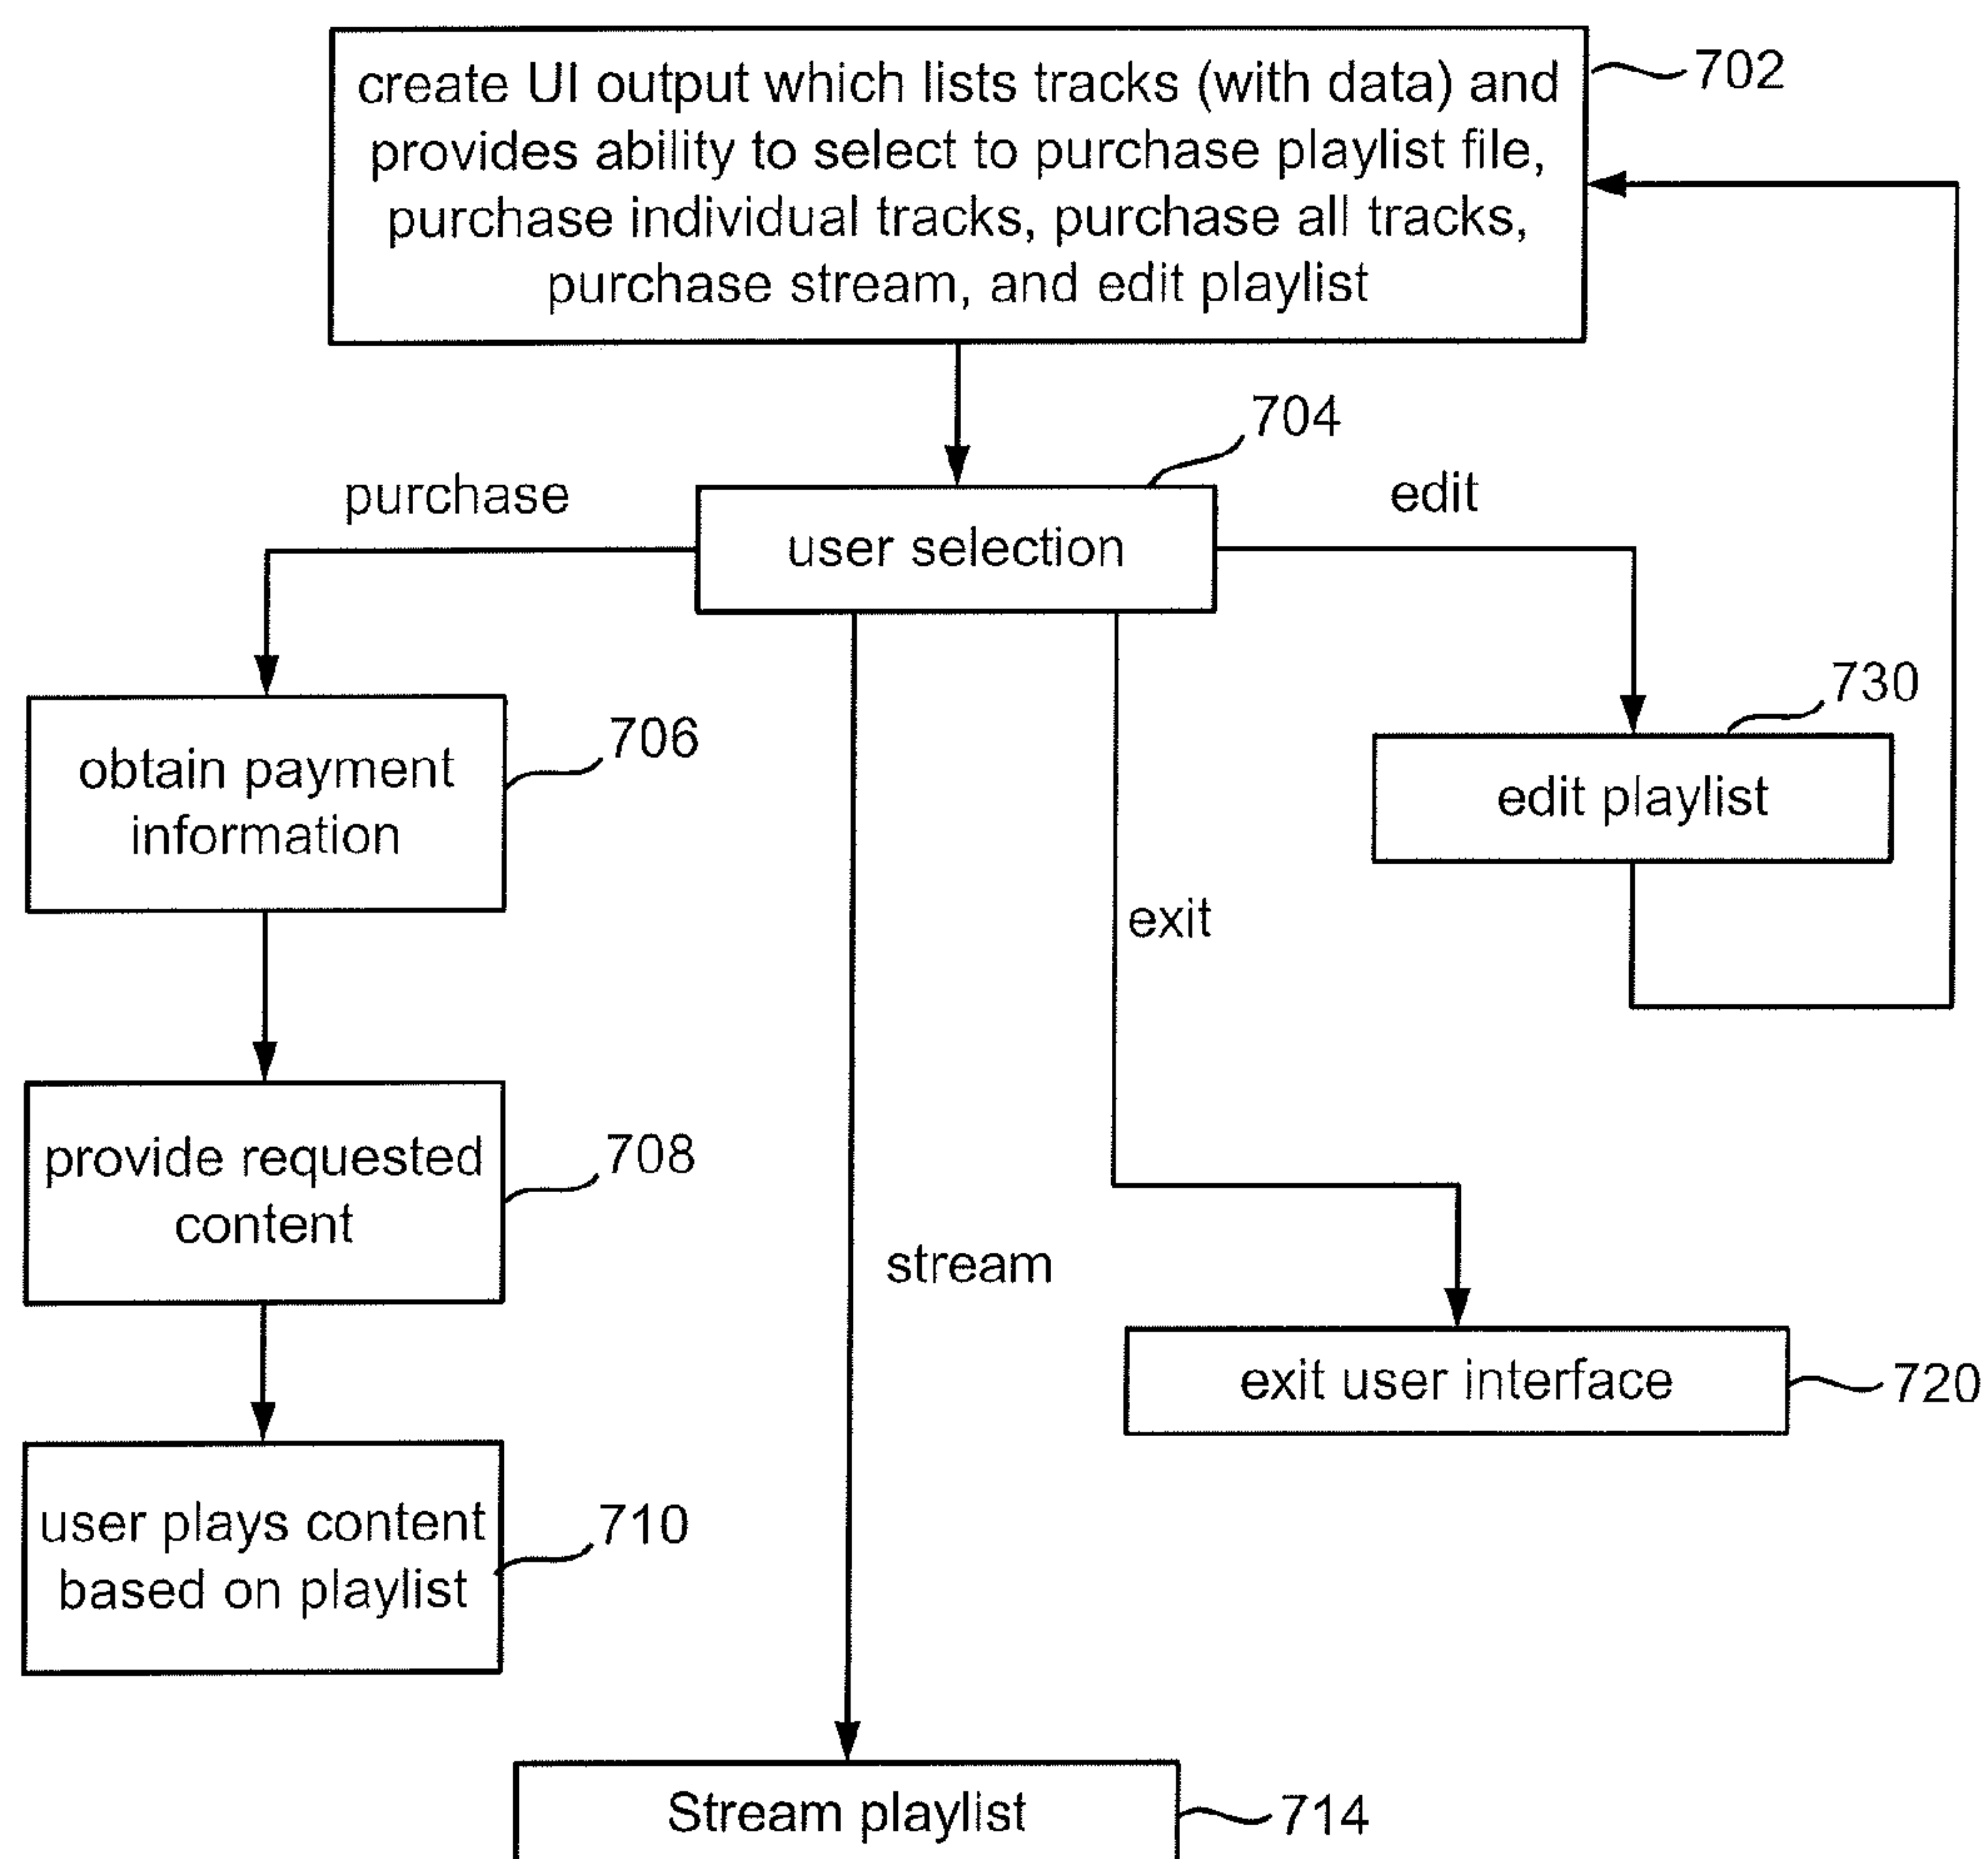 create UI output which lists tracks (with data) and
provides ability to select to purchase playlist file,
purchase individual tracks, purchase all tracks,
purchase stream, and edit playlist
702
704
purchase
user selection
edit
730
706
obtain payment
information
edit playlist
exit
708
provide requested
content
stream
exit user interface
720
710
user plays content
based on playlist
Stream playlist
714